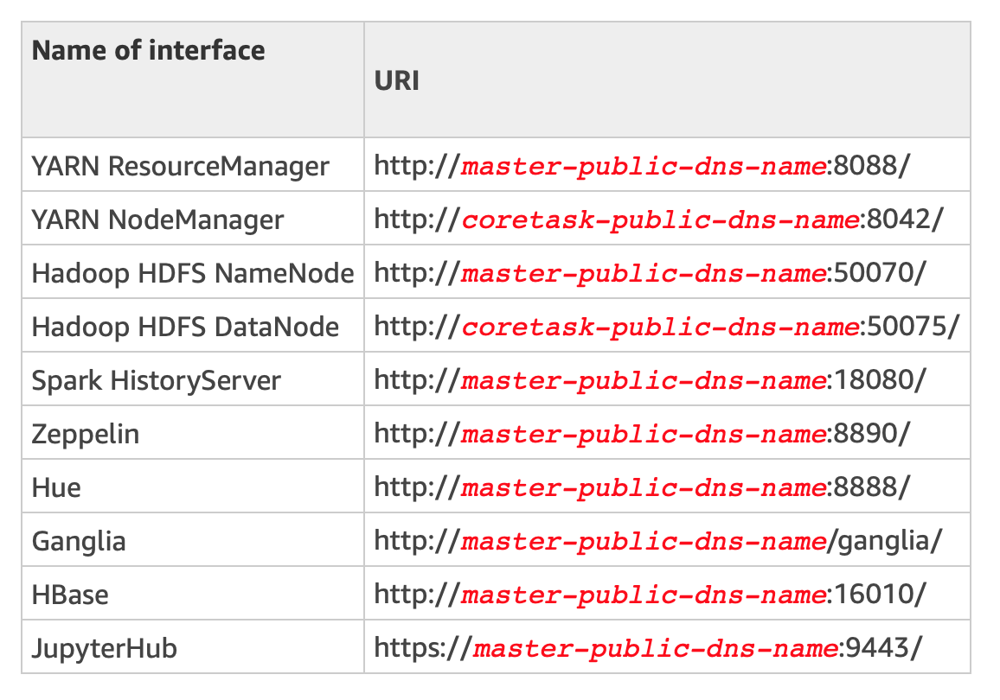 Name of interface
URI
YARN ResourceManager http://master-public-dns-name:8088/
YARN NodeManager http://coretask-public-dns-name:8042/
Hadoop HDFS NameNode http://master-public-dns-name:50070/
Hadoop HDFS DataNode http://coretask-public-dns-name:50075/
Spark HistoryServer http://master-public-dns-name:18080/
Zeppelin http://master-public-dns-name:8890/
Hue http://master-public-dns-name:8888/
Ganglia http://master-public-dns-name/ganglia/
HBase http://master-public-dns-name:16010/
JupyterHub https://master-public-dns-name:9443/